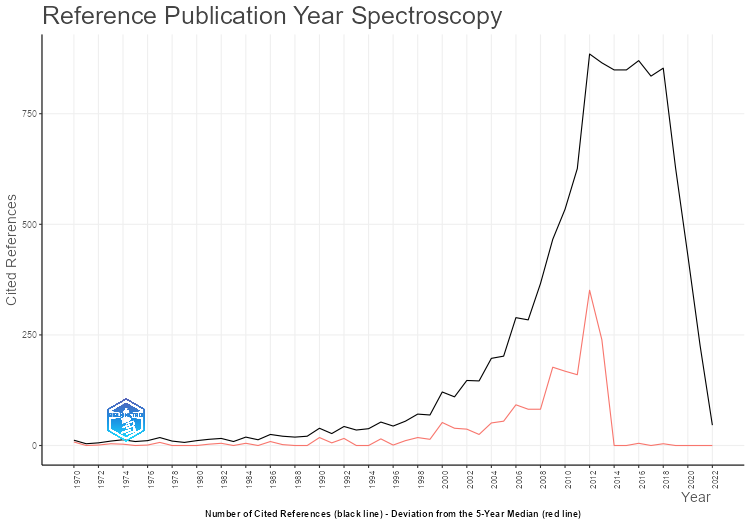 Reference Publication Year Spectroscopy
Cited References
750
500
250
0
BIBLIOMETRIX
1970 1972 1974 1976 1978 1980 1982 1984 1986 1988 1990 1992 1994 1996 1998 2000 2002 2004 2006 2008 2010 2012 2014 2016 2018 2020 2022
Year
Number of Cited References (black line) - Deviation from the 5-Year Median (red line)